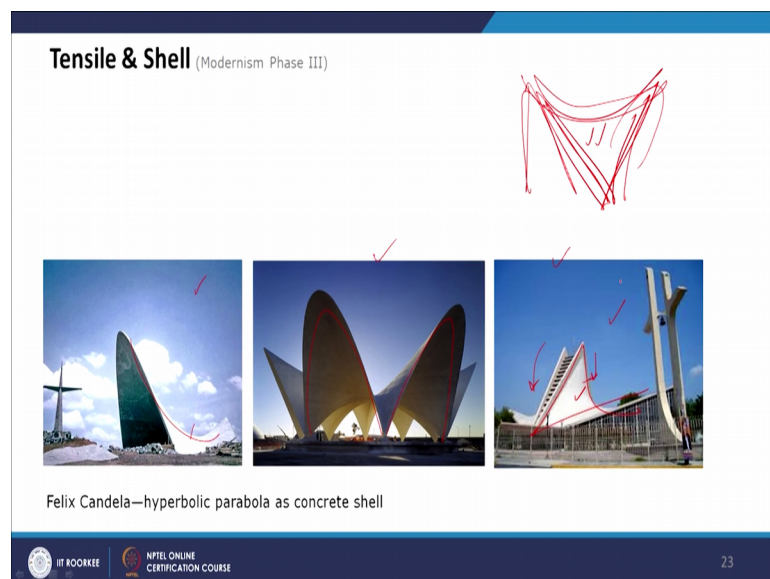 Tensile & Shell (Modernism Phase III)
Felix Candela—hyperbolic parabola as concrete shell
IIT ROORKEE
NPTEL ONLINE
CERTIFICATION COURSE
23